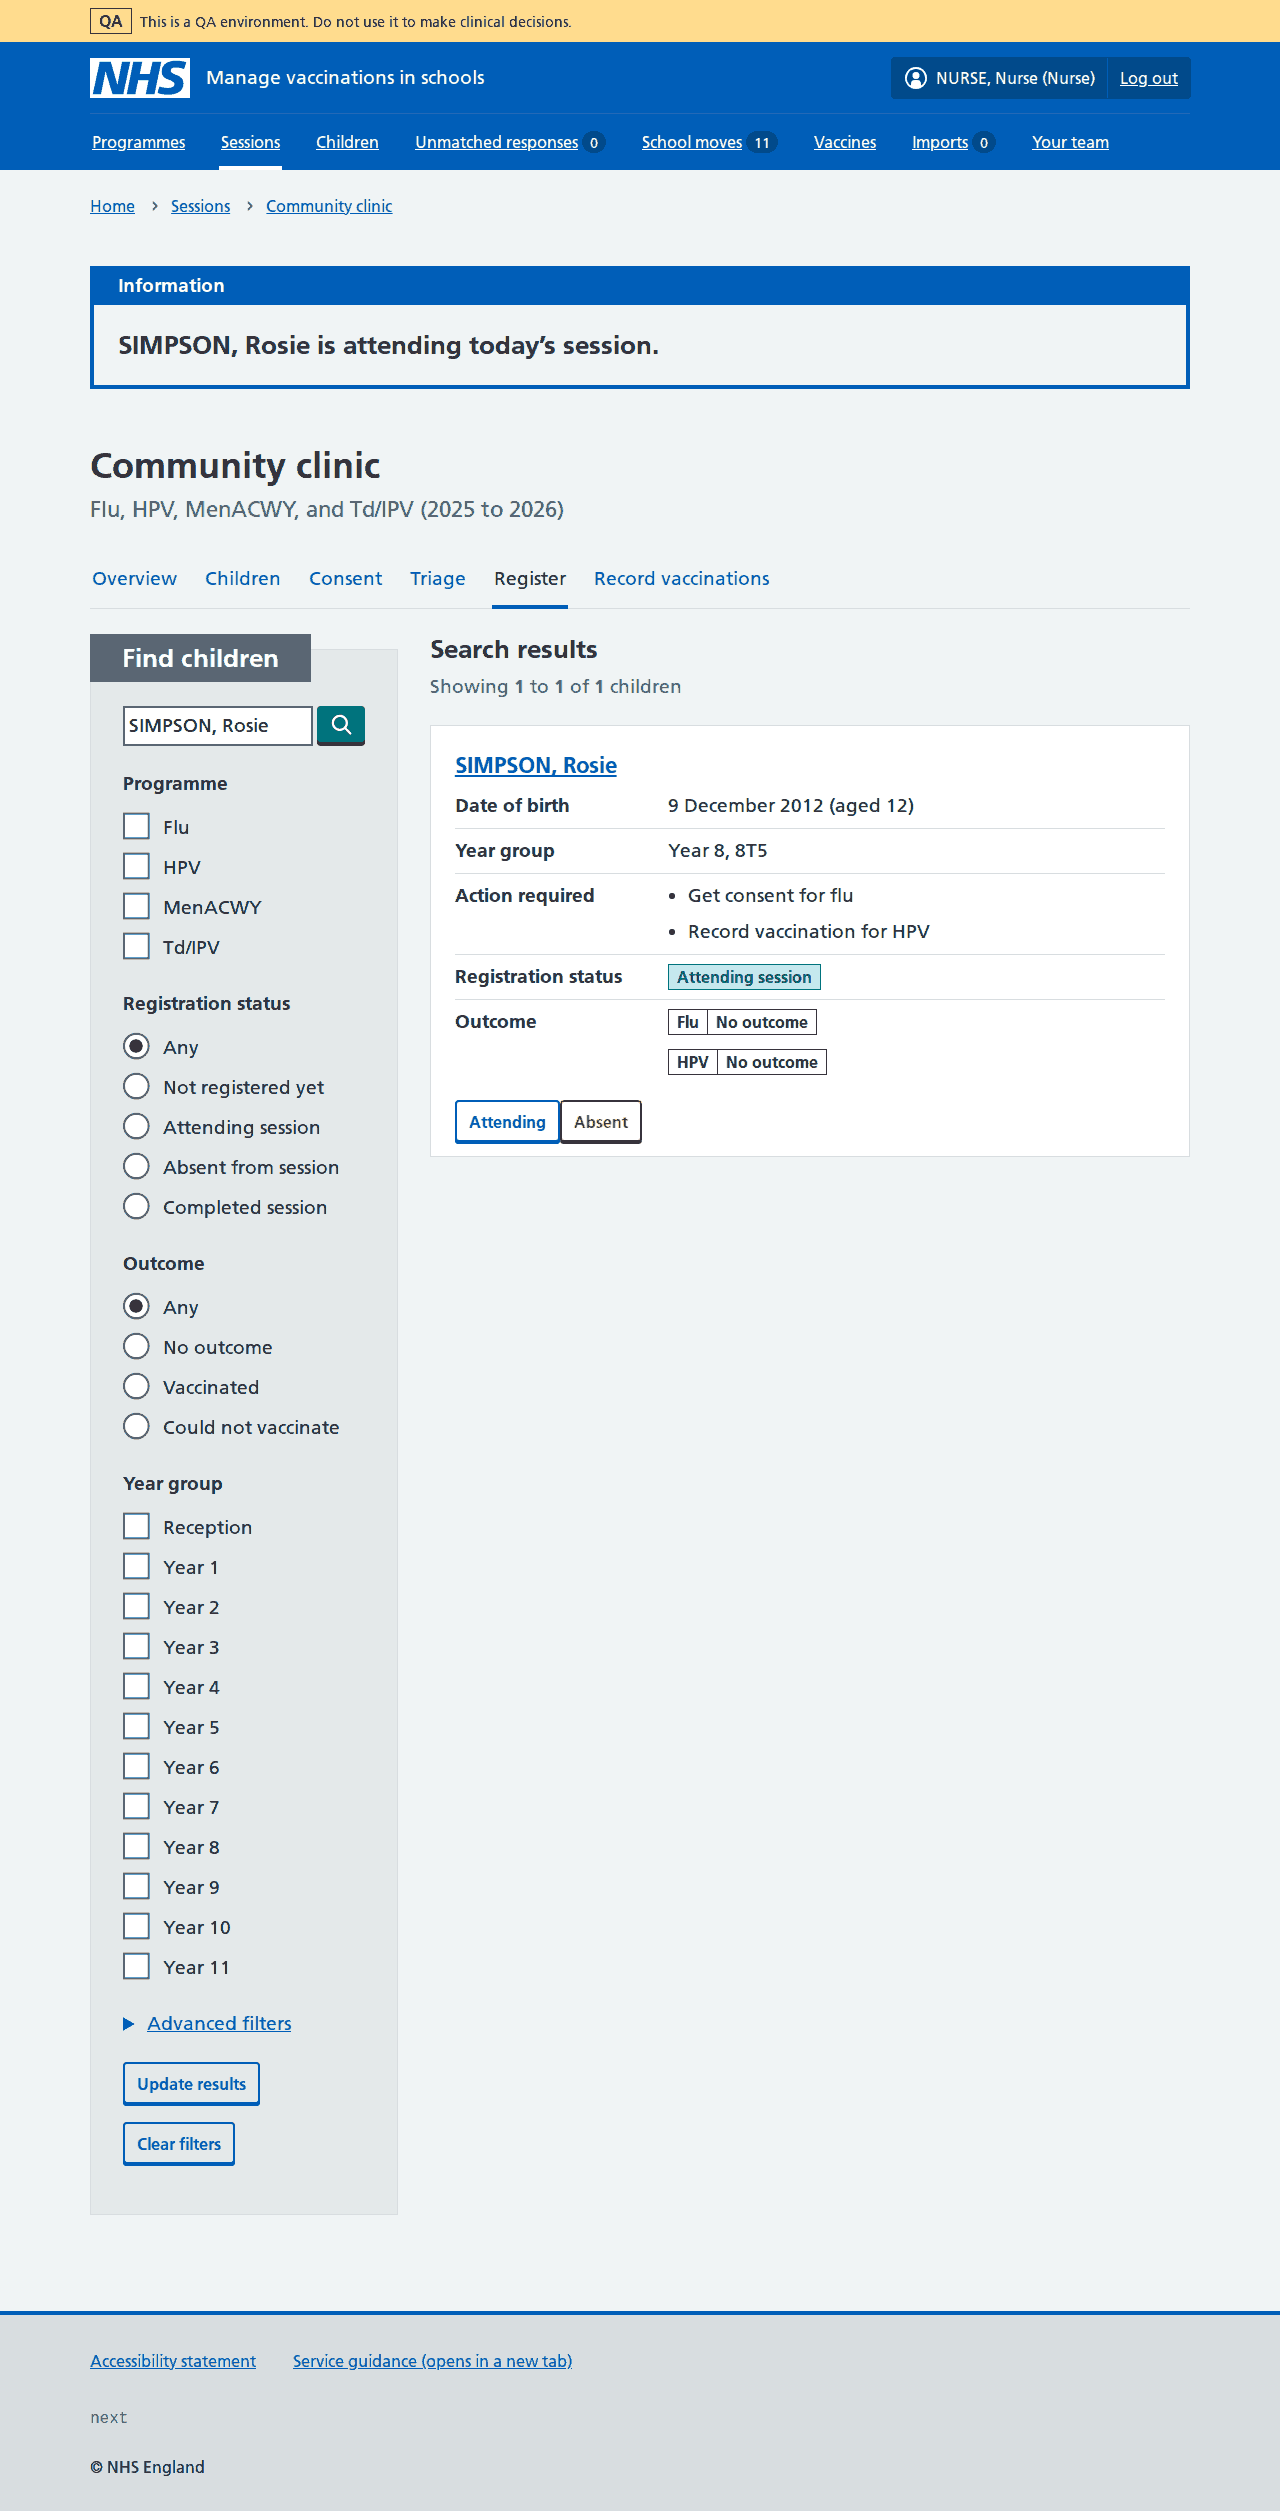 QA This is a QA environment. Do not use it to make clinical decisions.
NHS Manage vaccinations in schools NURSE, Nurse (Nurse) Log out
Programmes Sessions Children Unmatched responses 0 School moves 11 Vaccines Imports 0 Your team
Home › Sessions › Community clinic
Information
SIMPSON, Rosie is attending today’s session.
Community clinic
Flu, HPV, MenACWY, and Td/IPV (2025 to 2026)
Overview Children Consent Triage Register Record vaccinations
Find children
SIMPSON, Rosie
Programme
Flu
HPV
MenACWY
Td/IPV
Registration status
Any
Not registered yet
Attending session
Absent from session
Completed session
Outcome
Any
No outcome
Vaccinated
Could not vaccinate
Year group
Reception
Year 1
Year 2
Year 3
Year 4
Year 5
Year 6
Year 7
Year 8
Year 9
Year 10
Year 11
Advanced filters
Update results
Clear filters
Search results
Showing 1 to 1 of 1 children
SIMPSON, Rosie
Date of birth 9 December 2012 (aged 12)
Year group Year 8, 8T5
Action required • Get consent for flu
• Record vaccination for HPV
Registration status Attending session
Outcome Flu No outcome
HPV No outcome
Attending Absent
Accessibility statement Service guidance (opens in a new tab)
next
© NHS England